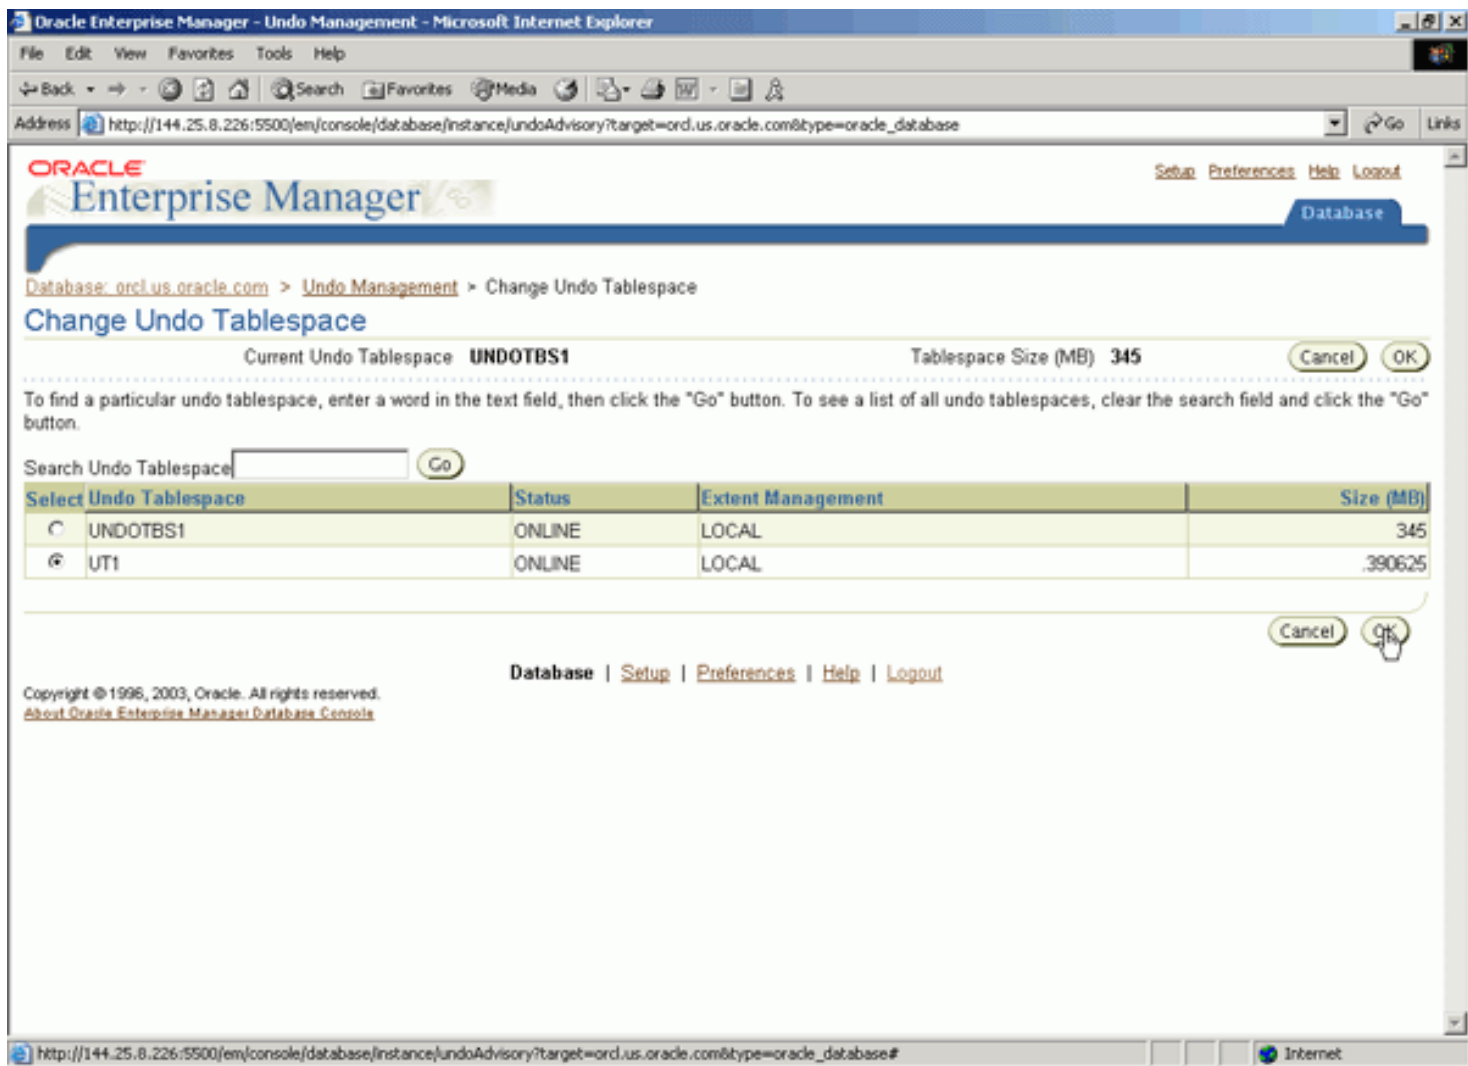 Oracle Enterprise Manager - Undo Management - Microsoft Internet Explorer
File Edit View Favorites Tools Help
Back Search Favorites Media
Address http://144.25.8.226:5500/em/console/database/instance/undoAdvisory?target=orcl.us.oracle.com&type=oracle_database Go Links
ORACLE
Enterprise Manager
Setup Preferences Help Logout
Database
Database: orcl.us.oracle.com > Undo Management > Change Undo Tablespace
Change Undo Tablespace
Current Undo Tablespace UNDOTBS1 Tablespace Size (MB) 345 Cancel OK
To find a particular undo tablespace, enter a word in the text field, then click the "Go" button. To see a list of all undo tablespaces, clear the search field and click the "Go"
button.
Search Undo Tablespace Go
Select Undo Tablespace Status Extent Management Size (MB)
UNDOTBS1 ONLINE LOCAL 345
UT1 ONLINE LOCAL .390625
Cancel OK
Database | Setup | Preferences | Help | Logout
Copyright © 1996, 2003, Oracle. All rights reserved.
About Oracle Enterprise Manager Database Console
http://144.25.8.226:5500/em/console/database/instance/undoAdvisory?target=orcl.us.oracle.com&type=oracle_database# Internet